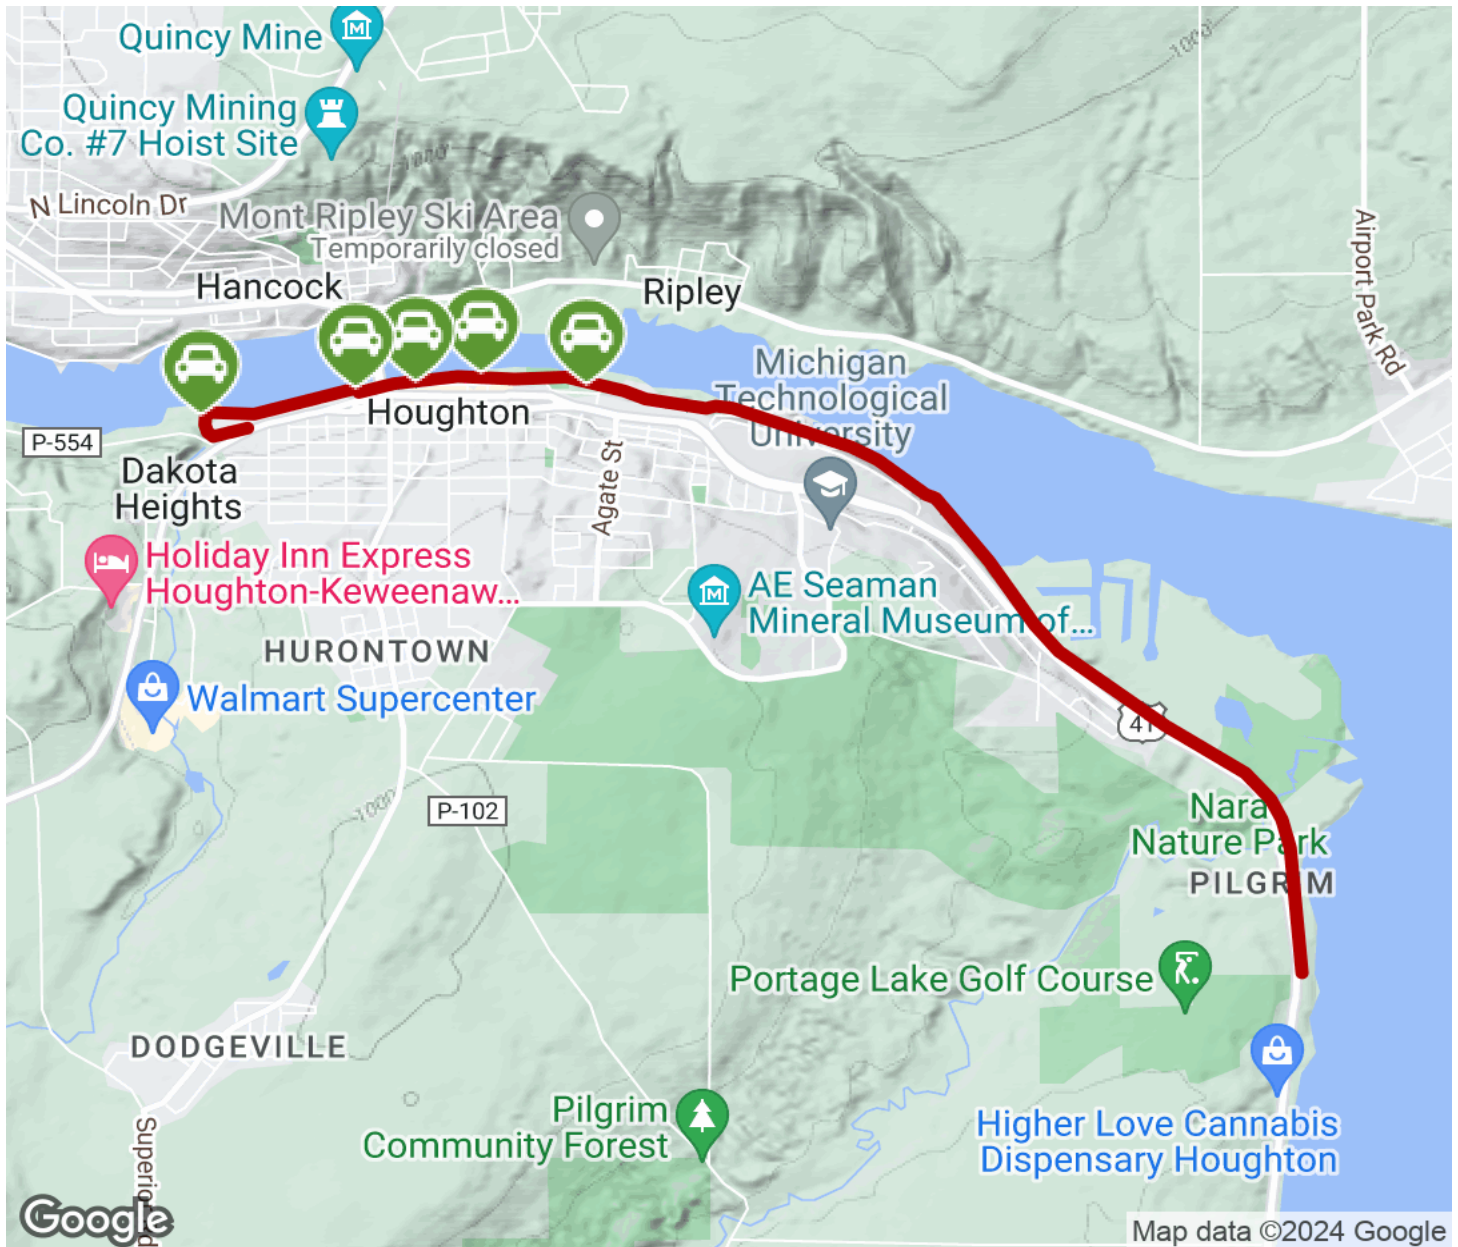 Quincy Mine
Quincy Mining
Co. #7 Hoist Site
1000
1000
N Lincoln Dr
Mont Ripley Ski Area
Temporarily closed
Airport Park Rd
Hancock
Ripley
Michigan
Technological
University
Houghton
P-554
Dakota
Heights
Agate St
Holiday Inn Express
Houghton-Keweenaw...
AE Seaman
Mineral Museum of...
HURONTOWN
Walmart Supercenter
41
1000
P-102
Nara
Nature Park
PILGRIM
Portage Lake Golf Course
DODGEVILLE
Pilgrim
Community Forest
Higher Love Cannabis
Dispensary Houghton
Google
Map data ©2024 Google